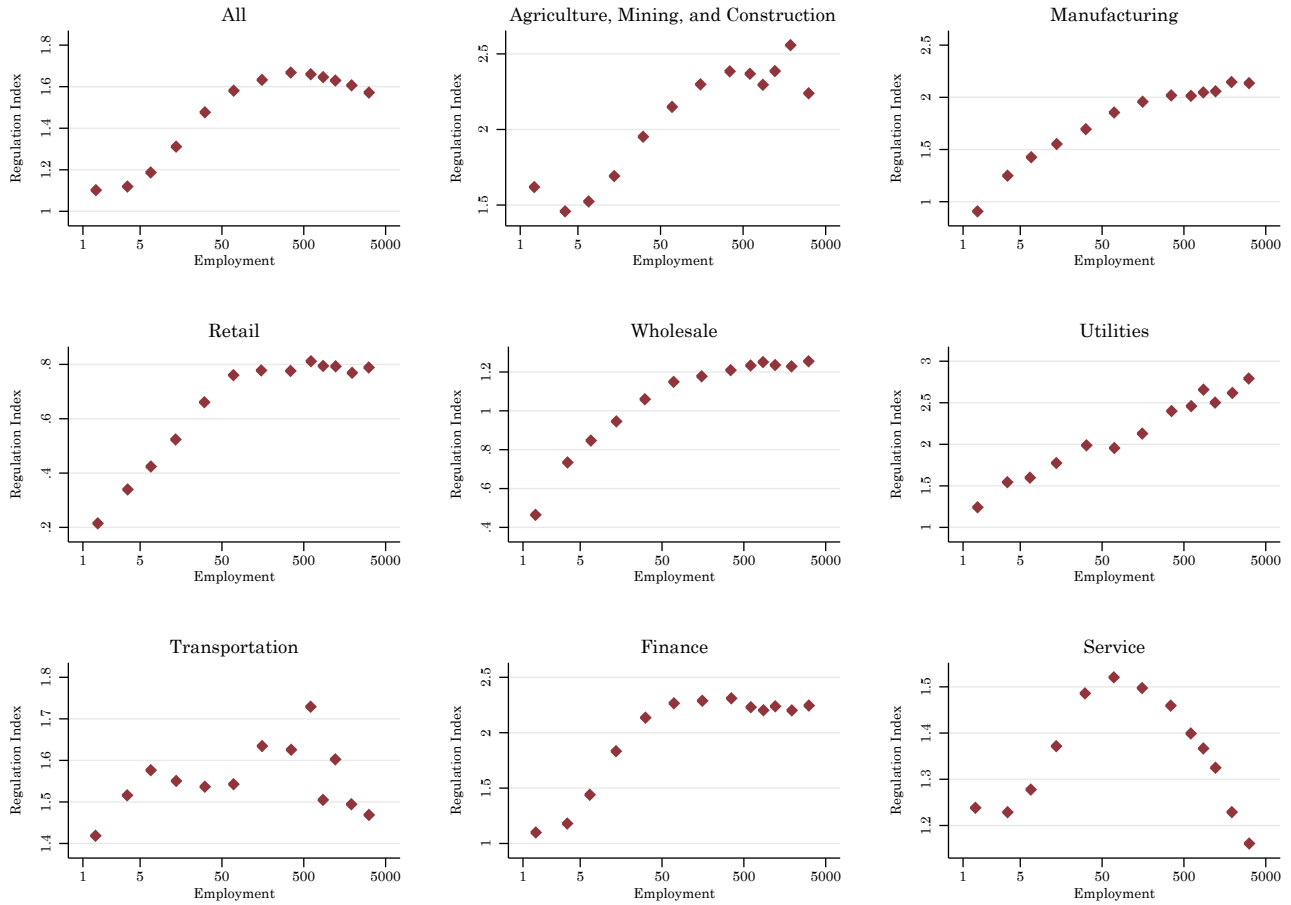 All
Regulation Index
1.8
1.6
1.4
1.2
1
1 5 50 500 5000
Employment
Agriculture, Mining, and Construction
Regulation Index
2.5
2
1.5
1 5 50 500 5000
Employment
Manufacturing
Regulation Index
2.5
2
1.5
1
1 5 50 500 5000
Employment
Retail
Regulation Index
.8
.6
.4
.2
1 5 50 500 5000
Employment
Wholesale
Regulation Index
1.2
1
.8
.6
.4
1 5 50 500 5000
Employment
Utilities
Regulation Index
3
2.5
2
1.5
1
1 5 50 500 5000
Employment
Transportation
Regulation Index
1.8
1.7
1.6
1.5
1.4
1 5 50 500 5000
Employment
Finance
Regulation Index
2.5
2
1.5
1
1 5 50 500 5000
Employment
Service
Regulation Index
1.5
1.4
1.3
1.2
1 5 50 500 5000
Employment